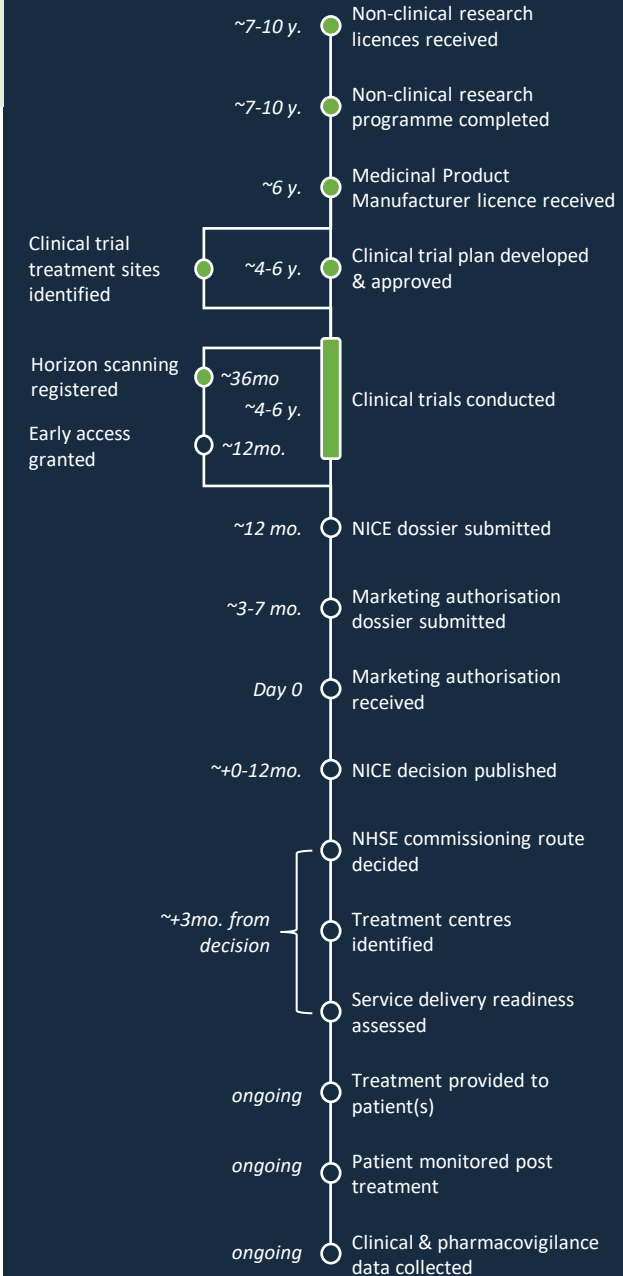 ~7-10 y.
Non-clinical research
licences received
~7-10 y.
Non-clinical research
programme completed
~6 y.
Medicinal Product
Manufacturer licence received
Clinical trial
treatment sites
identified
~4-6 y.
Clinical trial plan developed
& approved
Horizon scanning
registered
~36mo
~4-6 y.
Clinical trials conducted
Early access
granted
~12mo.
~12 mo.
NICE dossier submitted
~3-7 mo.
Marketing authorisation
dossier submitted
Day 0
Marketing authorisation
received
~+0-12mo.
NICE decision published
NHSE commissioning route
decided
~+3mo. from
decision
Treatment centres
identified
Service delivery readiness
assessed
ongoing
Treatment provided to
patient(s)
ongoing
Patient monitored post
treatment
ongoing
Clinical & pharmacovigilance
data collected